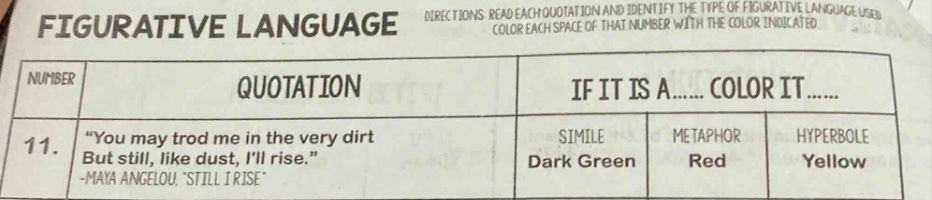 FIGURATIVE LANGUAGE
DIRECTIONS: READ EACH QUOTATION AND IDENTIFY THE TYPE OF FIGURATIVE LANGUAGE USED
COLOR EACH SPACE OF THAT NUMBER WITH THE COLOR INDICATED
NUMBER QUOTATION IF IT IS A...... COLOR IT......
11. "You may trod me in the very dirt
But still, like dust, I'll rise."
-MAYA ANGELOU, "STILL I RISE"
SIMILE METAPHOR HYPERBOLE
Dark Green Red Yellow